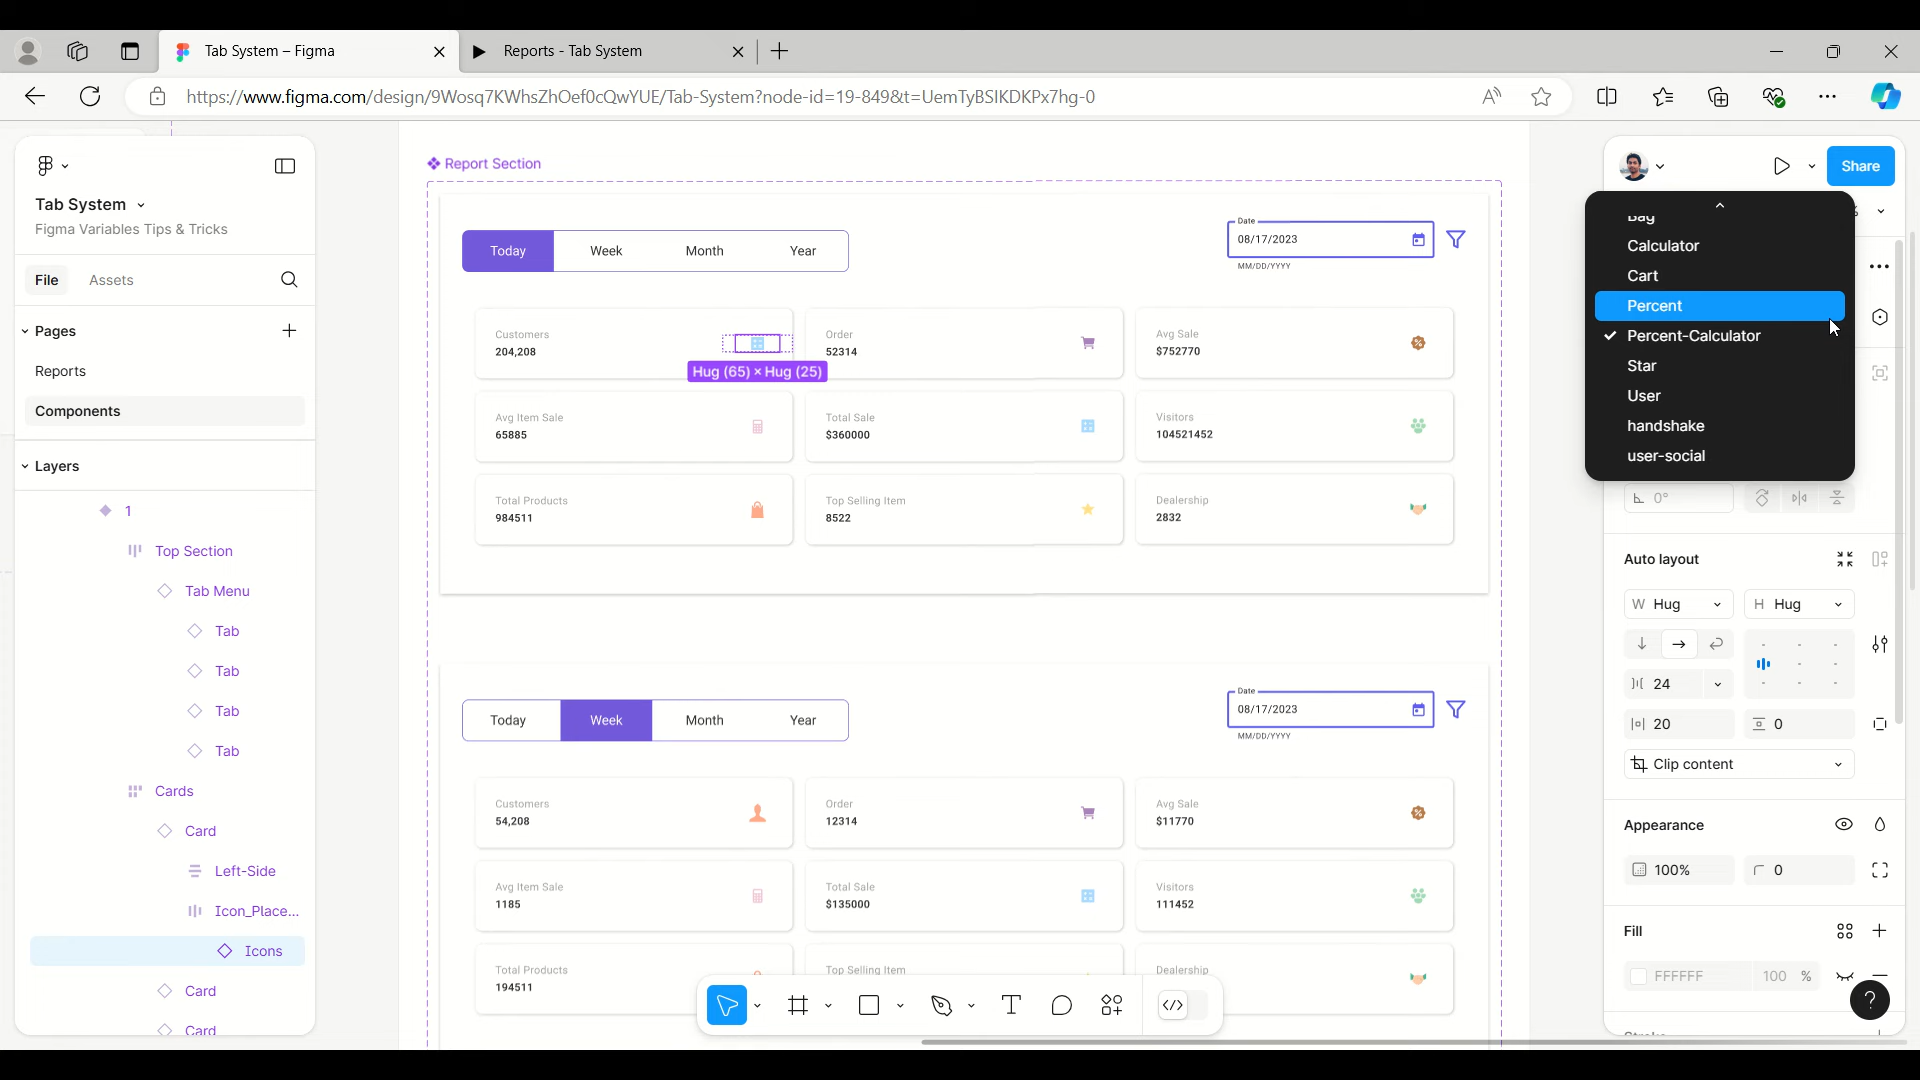 Tab System – Figma
Reports - Tab System
https://www.figma.com/design/9Wosq7KWhsZhOef0cQwYUE/Tab-System?node-id=19-849&t=UemTyBSIKDKPx7hg-0
Tab System
Figma Variables Tips & Tricks
File
Assets
Pages
Reports
Components
Layers
1
Top Section
Tab Menu
Tab
Tab
Tab
Tab
Cards
Card
Left-Side
Icon_Place...
Icons
Card
Card
Report Section
Today
Week
Month
Year
Date
08/17/2023
MM/DD/YYYY
Customers
204,208
Hug (65) × Hug (25)
Order
52314
Avg Sale
$752770
Avg Item Sale
65885
Total Sale
$360000
Visitors
104521452
Total Products
984511
Top Selling Item
8522
Dealership
2832
Today
Week
Month
Year
Date
08/17/2023
MM/DD/YYYY
Customers
54,208
Order
12314
Avg Sale
$11770
Avg Item Sale
1185
Total Sale
$135000
Visitors
111452
Total Products
194511
Top Selling Item
Dealership
Share
Bag
Calculator
Cart
Percent
Percent-Calculator
Star
User
handshake
user-social
0°
Auto layout
W Hug
H Hug
24
20
0
Clip content
Appearance
100%
0
Fill
FFFFFF
100 %
?